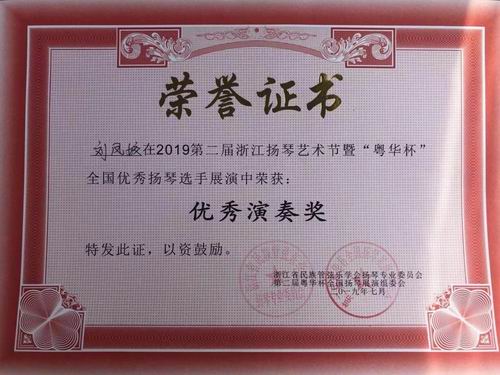 荣誉证书
刘凤姣在2019第二届浙江扬琴艺术节暨“粤华杯”
全国优秀扬琴选手展演中荣获：
优秀演奏奖
特发此证，以资鼓励。
浙江省民族管弦乐学会扬琴专业委员会
第二届粤华杯全国扬琴展演组委会
二〇一九年七月